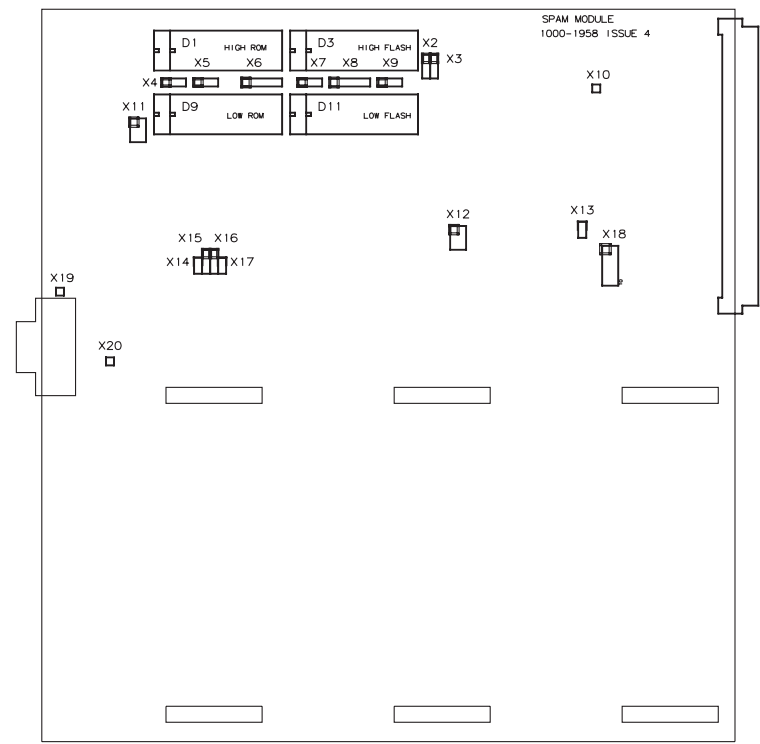 SPAM MODULE
1000-1958 ISSUE 4
D1 HIGH ROM
D3 HIGH FLASH
X2
X3
X4
X5
X6
X7
X8
X9
X10
X11
D9 LOW ROM
D11 LOW FLASH
X12
X13
X15
X16
X14
X17
X18
X19
X20